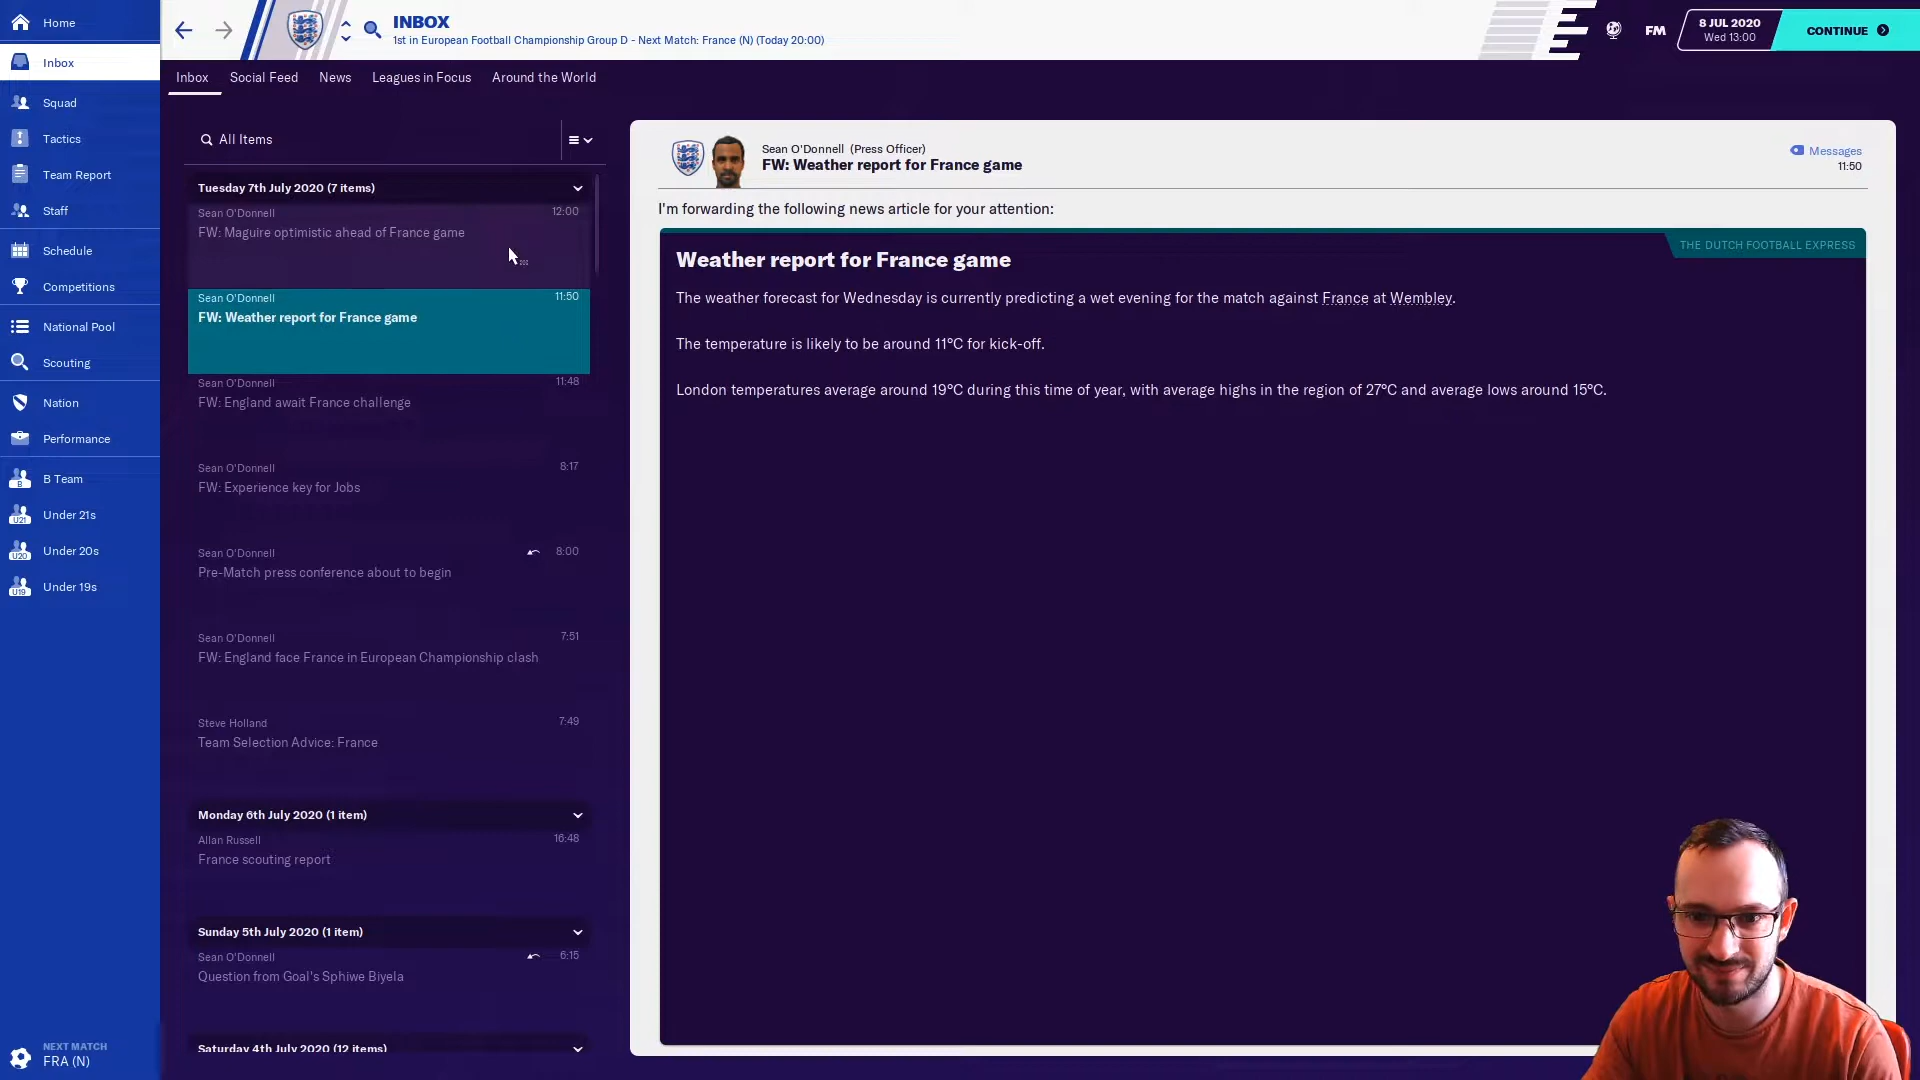 Home
Inbox
Squad
Tactics
Team Report
Staff
Schedule
Competitions
National Pool
Scouting
Nation
Performance
B
B Team
U21
Under 21s
U20
Under 20s
U19
Under 19s
NEXT MATCH
FRA (N)
INBOX
1st in European Football Championship Group D - Next Match: France (N) (Today 20:00)
FM
8 JUL 2020
Wed 13:00
CONTINUE
Inbox Social Feed News Leagues in Focus Around the World
All Items
Tuesday 7th July 2020 (7 items)
Sean O'Donnell 12:00
FW: Maguire optimistic ahead of France game
Sean O'Donnell 11:50
FW: Weather report for France game
Sean O'Donnell 11:48
FW: England await France challenge
Sean O'Donnell 8:17
FW: Experience key for Jobs
Sean O'Donnell 8:00
Pre-Match press conference about to begin
Sean O'Donnell 7:51
FW: England face France in European Championship clash
Steve Holland 7:49
Team Selection Advice: France
Monday 6th July 2020 (1 item)
Allan Russell 16:48
France scouting report
Sunday 5th July 2020 (1 item)
Sean O'Donnell 6:15
Question from Goal's Sphiwe Biyela
Saturday 4th July 2020 (12 items)
Sean O'Donnell (Press Officer)
FW: Weather report for France game
Messages
11:50
I'm forwarding the following news article for your attention:
THE DUTCH FOOTBALL EXPRESS
Weather report for France game
The weather forecast for Wednesday is currently predicting a wet evening for the match against France at Wembley.
The temperature is likely to be around 11°C for kick-off.
London temperatures average around 19°C during this time of year, with average highs in the region of 27°C and average lows around 15°C.